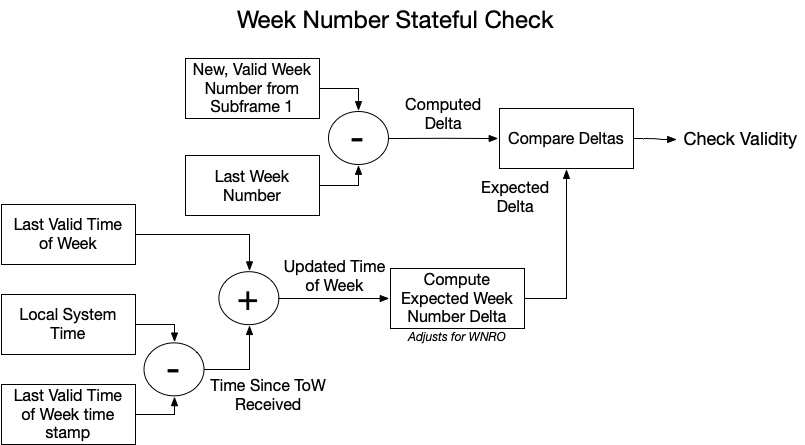 Week Number Stateful Check
New, Valid Week
Number from
Subframe 1
-
Computed
Delta
Compare Deltas
Check Validity
Last Week
Number
Expected
Delta
Last Valid Time
of Week
Updated Time
of Week
+
Compute
Expected Week
Number Delta
Adjusts for WNRO
Local System
Time
-
Time Since ToW
Received
Last Valid Time
of Week time
stamp